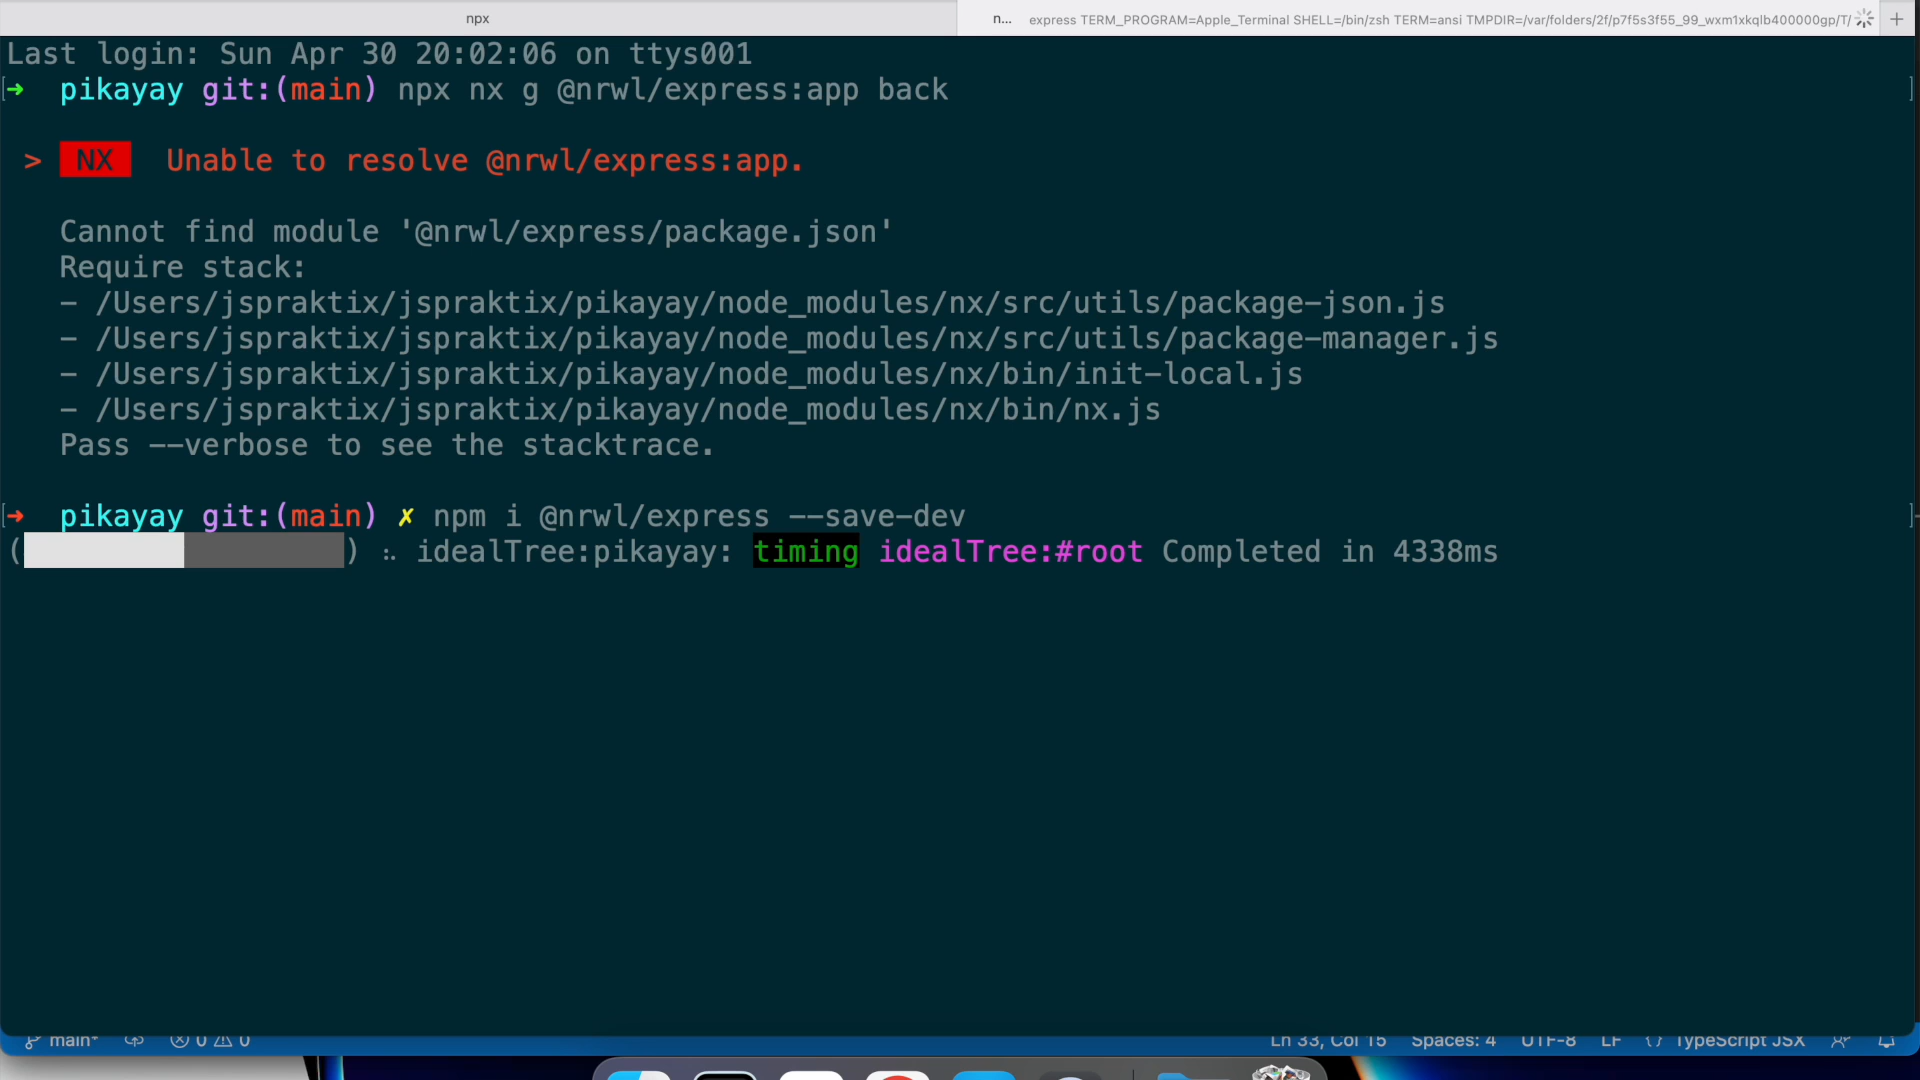 npx
n... express TERM_PROGRAM=Apple_Terminal SHELL=/bin/zsh TERM=ansi TMPDIR=/var/folders/2f/p7f5s3f55_99_wxm1xkqlb400000gp/T/ +
Last login: Sun Apr 30 20:02:06 on ttys001
[➜ pikayay git:(main) npx nx g @nrwl/express:app back ]
> NX Unable to resolve @nrwl/express:app.
Cannot find module '@nrwl/express/package.json'
Require stack:
- /Users/jspraktix/jspraktix/pikayay/node_modules/nx/src/utils/package-json.js
- /Users/jspraktix/jspraktix/pikayay/node_modules/nx/src/utils/package-manager.js
- /Users/jspraktix/jspraktix/pikayay/node_modules/nx/bin/init-local.js
- /Users/jspraktix/jspraktix/pikayay/node_modules/nx/bin/nx.js
Pass --verbose to see the stacktrace.
[➜ pikayay git:(main) ✗ npm i @nrwl/express --save-dev ]
( ) ⠦ idealTree:pikayay: timing idealTree:#root Completed in 4338ms
main* 0 0 Ln 33, Col 15 Spaces: 4 UTF-8 LF {} TypeScript JSX